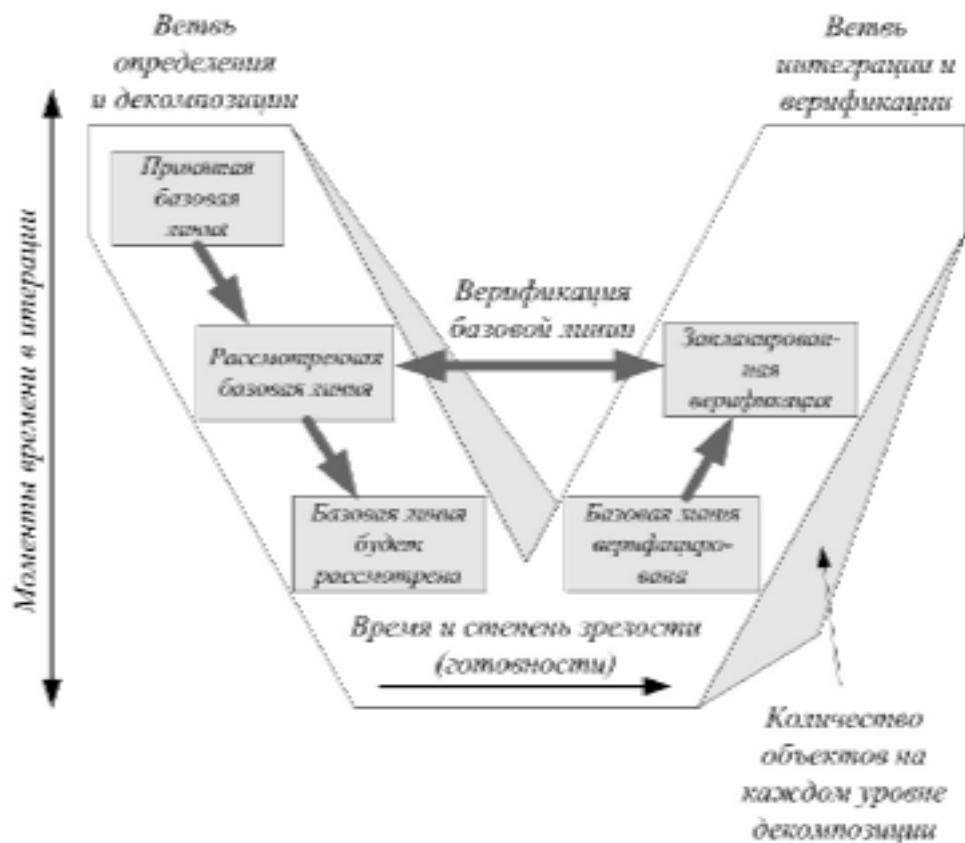 Ветвь
определения
и декомпозиции
Ветвь
интеграции и
верификации
Моменты времени в итерации
Принятая
базовая
линия
Верификация
базовой линии
Рассмотренная
базовая линия
Запланирован-
ная
верификация
Базовая линия
будет
рассмотрена
Базовая линия
верифициро-
вана
Время и степень зрелости
(готовности)
Количество
объектов на
каждом уровне
декомпозиции